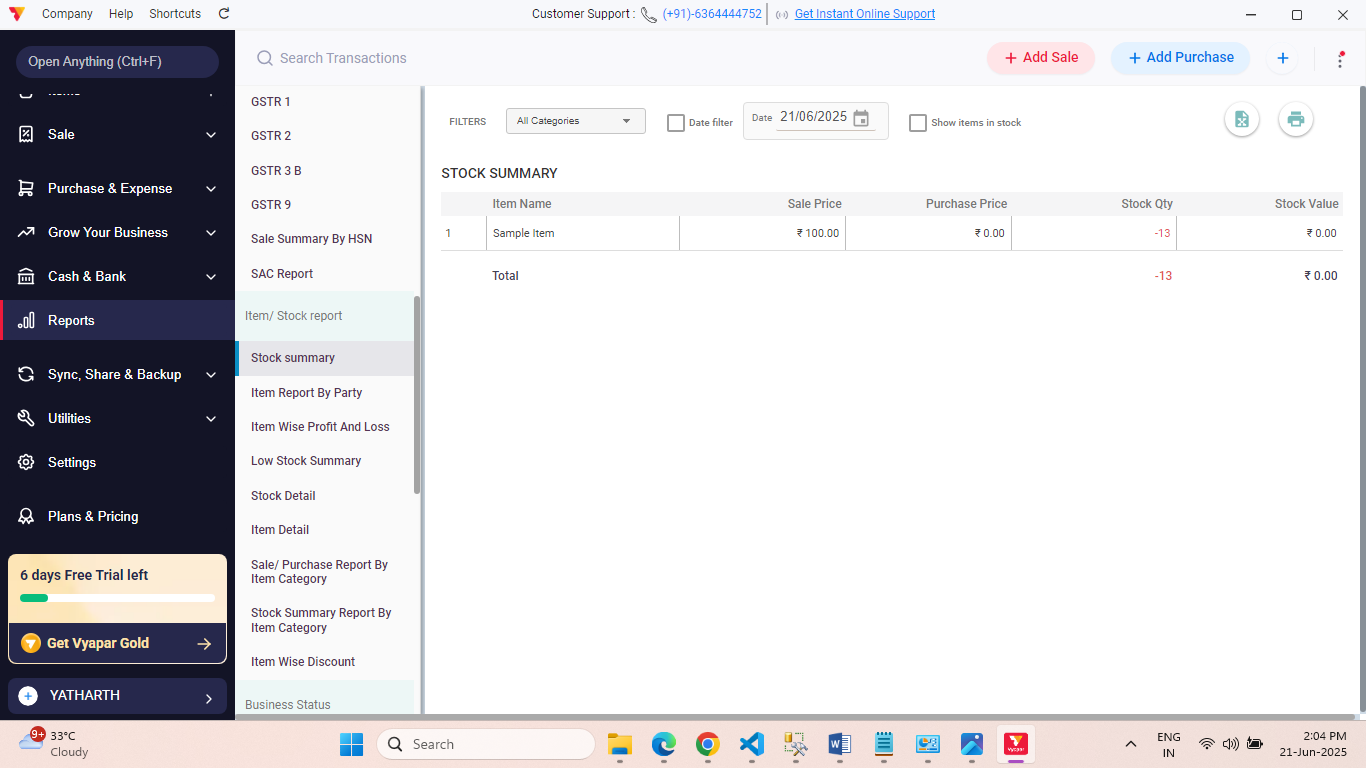 Company Help Shortcuts
Customer Support : (+91)-6364444752 Get Instant Online Support
Open Anything (Ctrl+F)
Search Transactions
+ Add Sale
+ Add Purchase
Sale
Purchase & Expense
Grow Your Business
Cash & Bank
Reports
Sync, Share & Backup
Utilities
Settings
Plans & Pricing
6 days Free Trial left
Get Vyapar Gold
YATHARTH
GSTR 1
GSTR 2
GSTR 3 B
GSTR 9
Sale Summary By HSN
SAC Report
Item/ Stock report
Stock summary
Item Report By Party
Item Wise Profit And Loss
Low Stock Summary
Stock Detail
Item Detail
Sale/ Purchase Report By
Item Category
Stock Summary Report By
Item Category
Item Wise Discount
Business Status
FILTERS All Categories Date filter Date 21/06/2025 Show items in stock
STOCK SUMMARY
Item Name Sale Price Purchase Price Stock Qty Stock Value
1 Sample Item ₹ 100.00 ₹ 0.00 -13 ₹ 0.00
Total -13 ₹ 0.00
9+
33°C
Cloudy
Search
Vyapar
ENG
IN
2:04 PM
21-Jun-2025